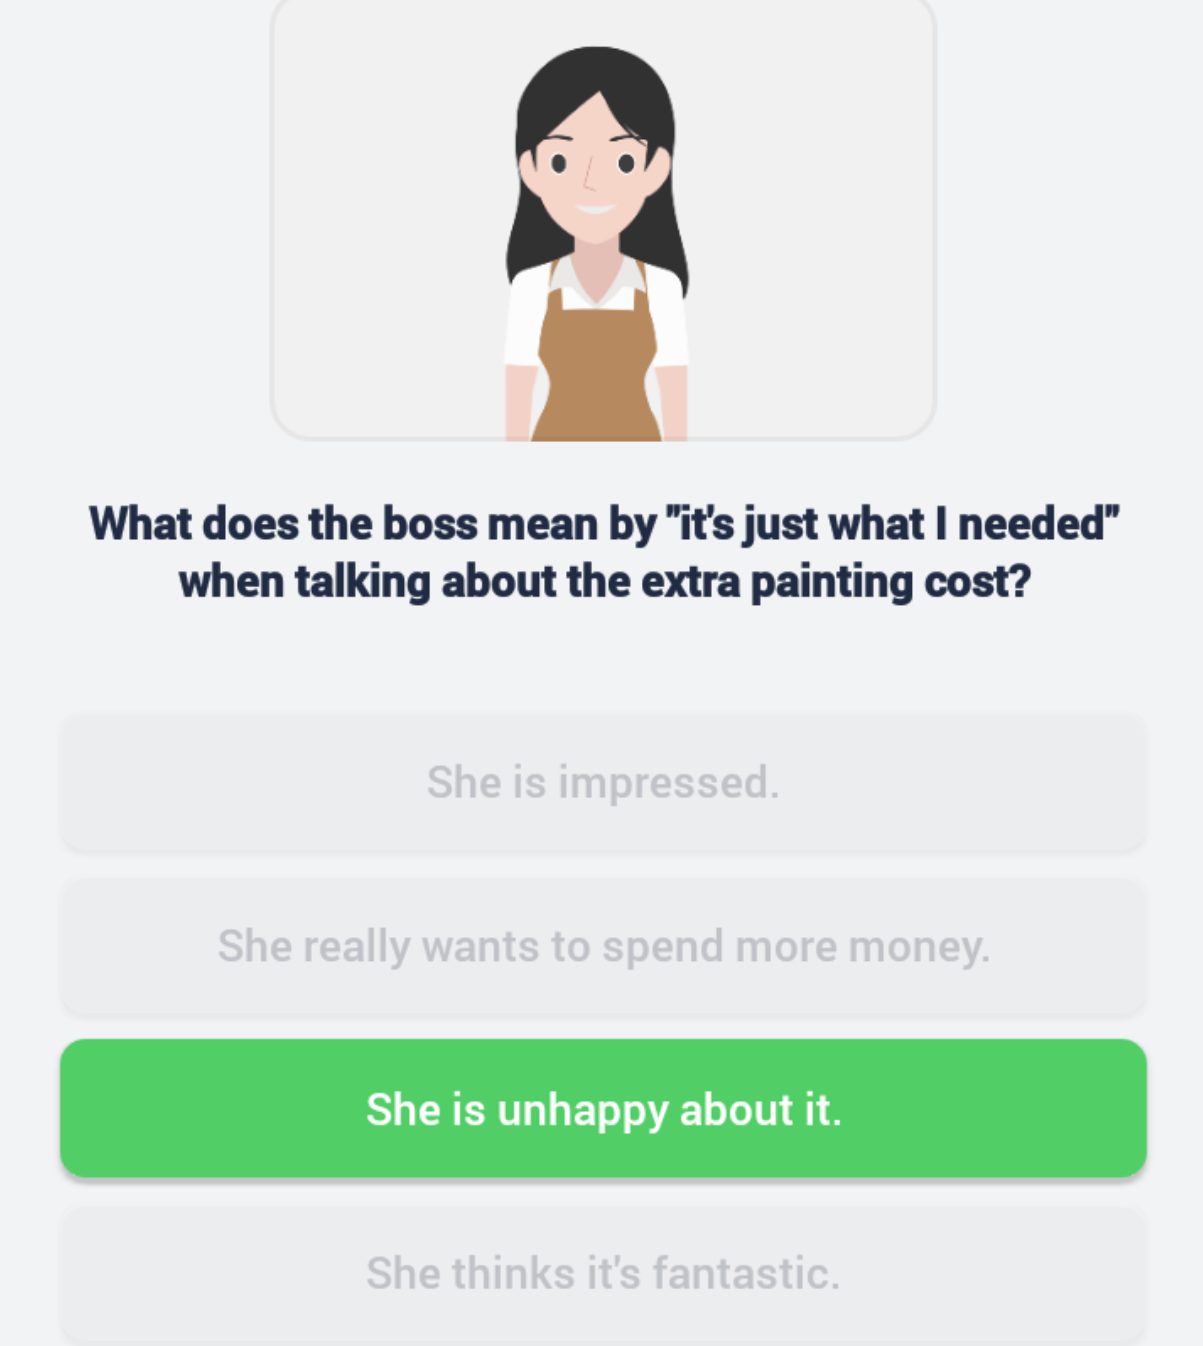 What does the boss mean by "it's just what I needed"
when talking about the extra painting cost?
She is impressed.
She really wants to spend more money.
She is unhappy about it.
She thinks it's fantastic.